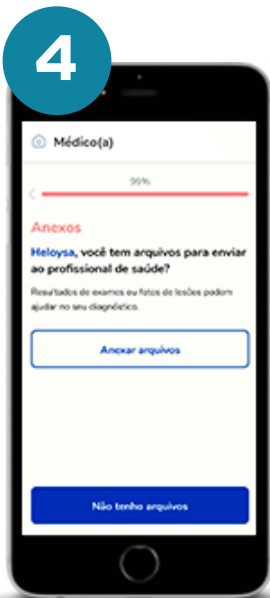 4
Médico(a)
99%
Anexos
Heloysa, você tem arquivos para enviar
ao profissional de saúde?
Resultados de exames ou fotos de lesões podem
ajudar no seu diagnóstico.
Anexar arquivos
Não tenho arquivos